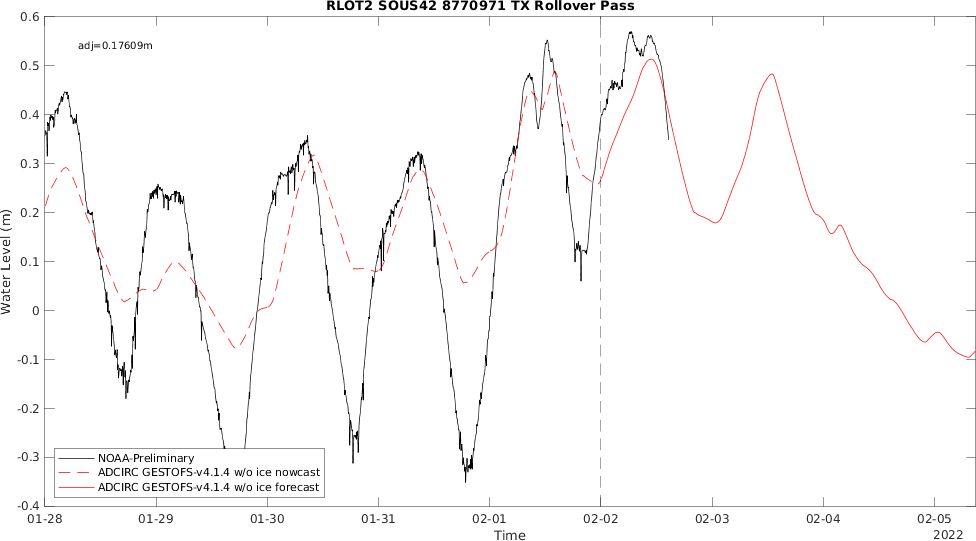 RLOT2 SOUS42 8770971 TX Rollover Pass
adj=0.17609m
Water Level (m)
0.6
0.5
0.4
0.3
0.2
0.1
0
-0.1
-0.2
-0.3
-0.4
NOAA-Preliminary
ADCIRC GESTOFS-v4.1.4 w/o ice nowcast
ADCIRC GESTOFS-v4.1.4 w/o ice forecast
01-28 01-29 01-30 01-31 02-01 02-02 02-03 02-04 02-05
Time
2022